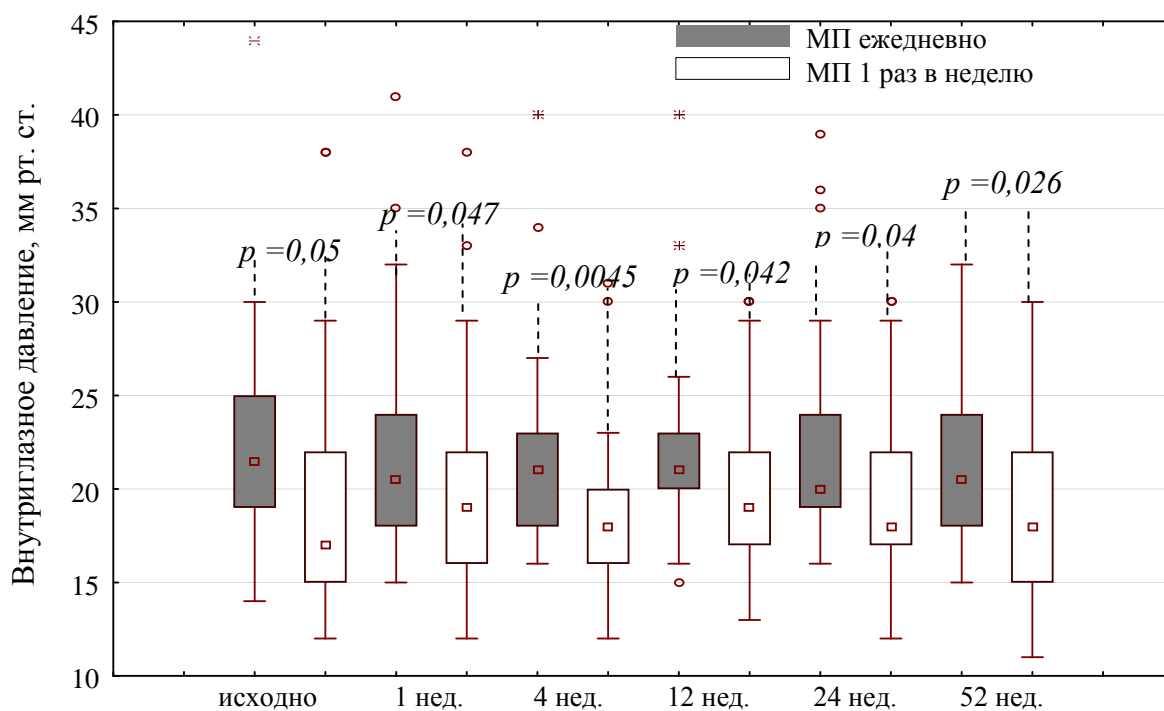 45
40
35
30
25
20
15
10
Внутриглазное давление, мм рт. ст.
МП ежедневно
МП 1 раз в неделю
p =0,05
p =0,047
p =0,0045
p =0,042
p =0,04
p =0,026
исходно
1 нед.
4 нед.
12 нед.
24 нед.
52 нед.